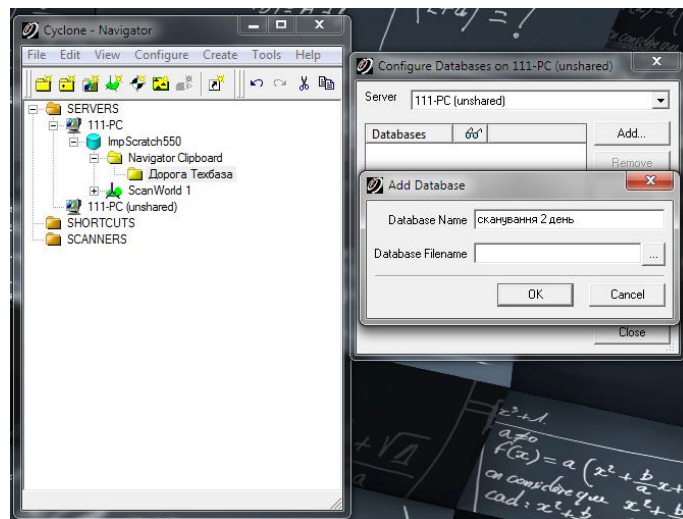 Cyclone - Navigator
File Edit View Configure Create Tools Help
SERVERS
111-PC
ImpScratch550
Navigator Clipboard
Дорога Техбаза
ScanWorld 1
111-PC (unshared)
SHORTCUTS
SCANNERS
Configure Databases on 111-PC (unshared)
Server 111-PC (unshared)
Databases Add...
Remove
Add Database
Database Name сканування 2 день
Database Filename ...
OK Cancel
Close